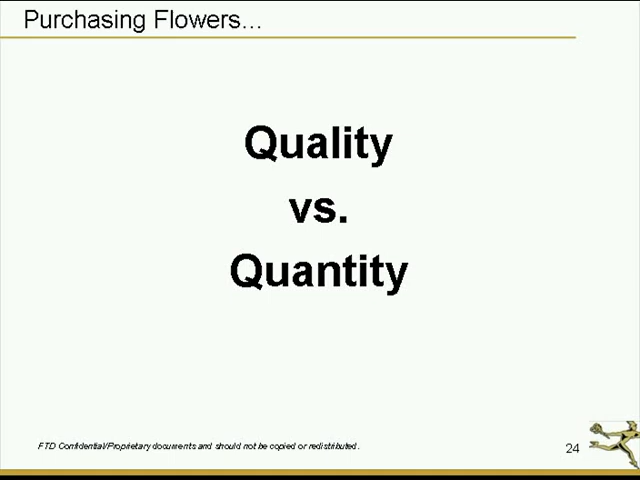 Purchasing Flowers...
Quality
vs.
Quantity
FTD Confidential/Proprietary documents and should not be copied or redistributed.
24